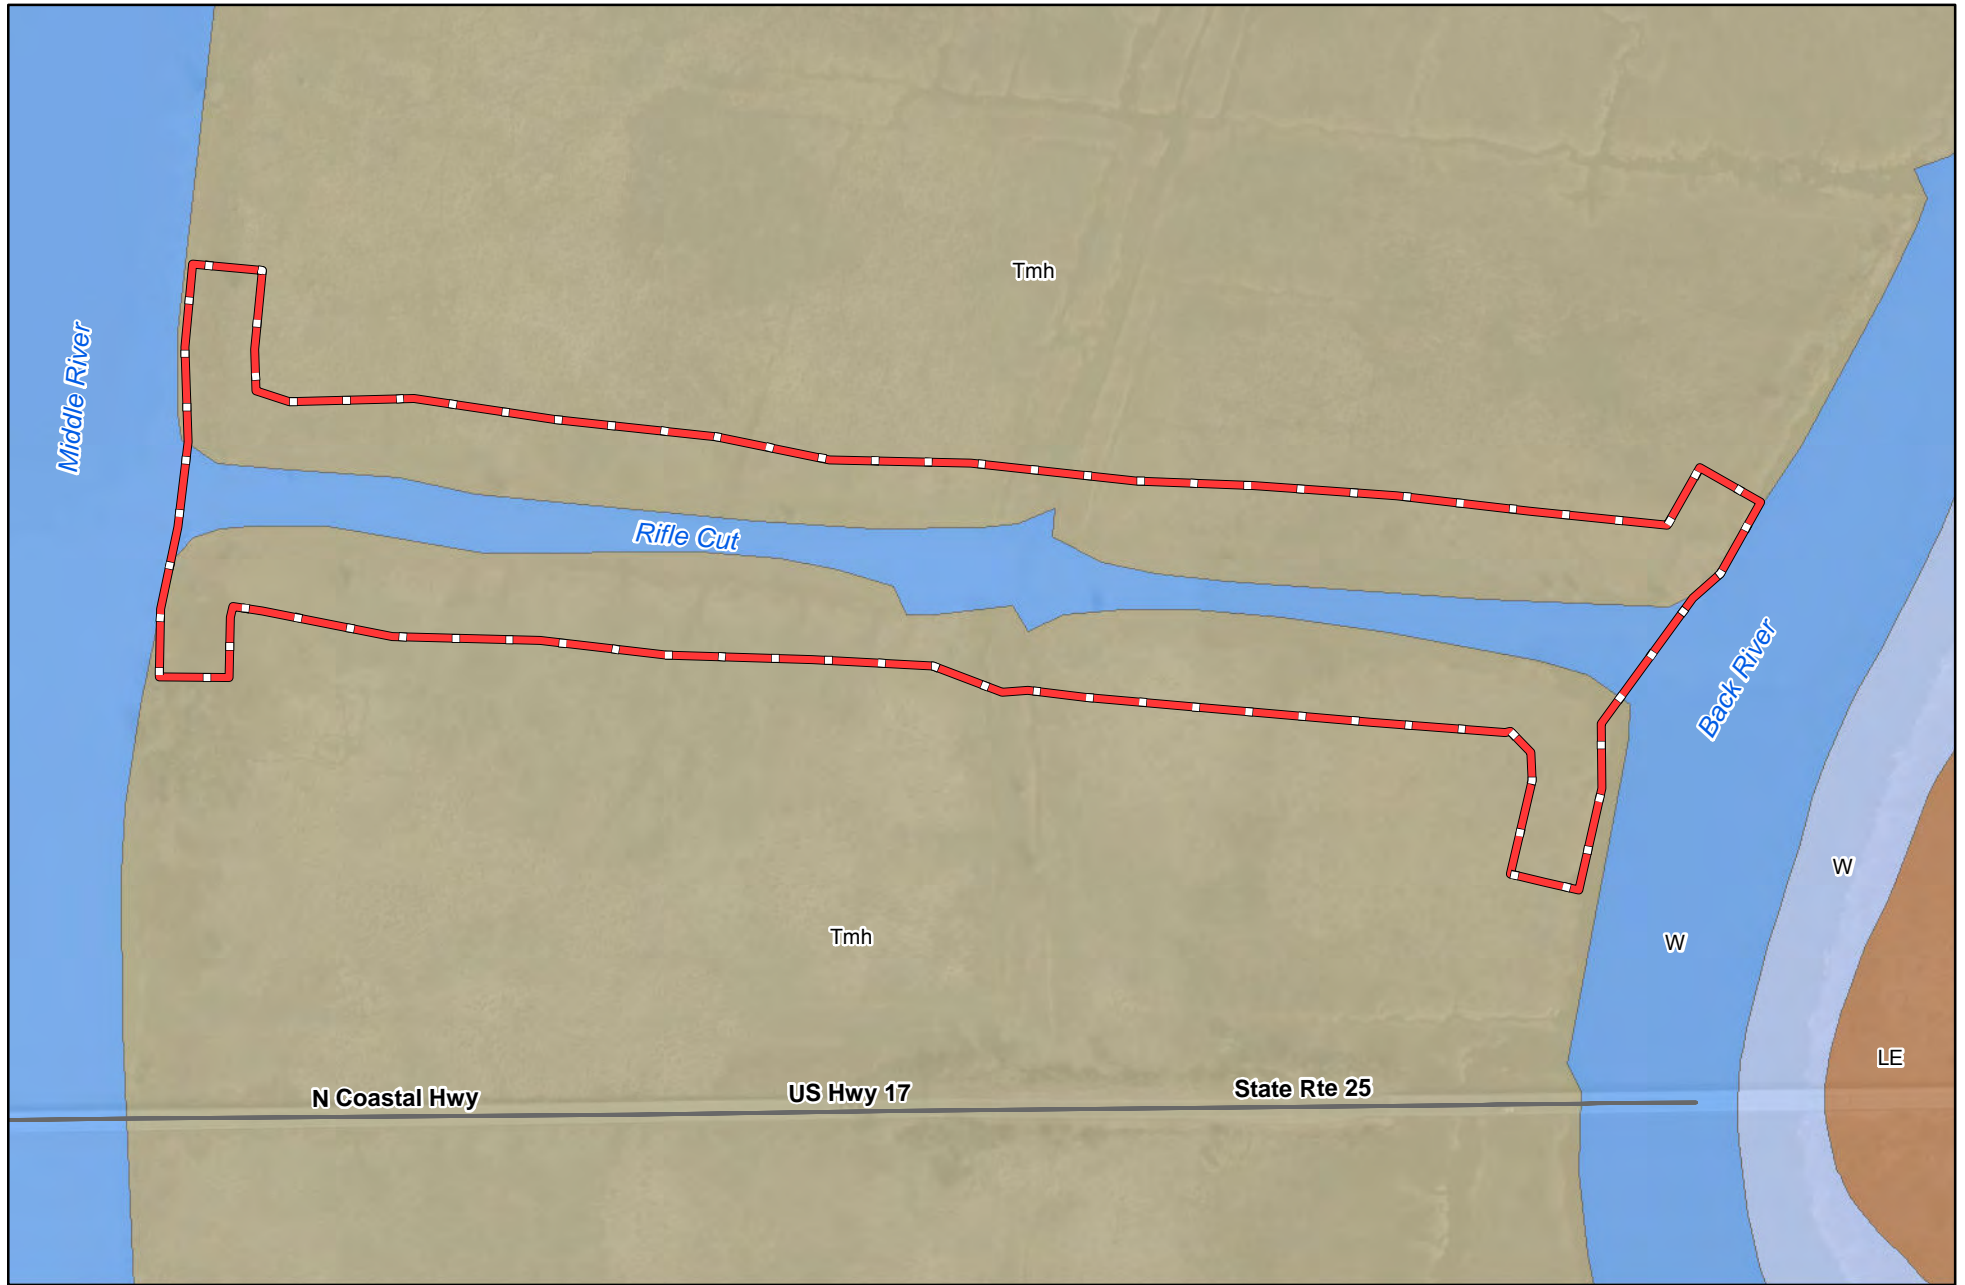 Tmh
Middle River
Rifle Cut
Back River
W
Tmh
W
LE
N Coastal Hwy
US Hwy 17
State Rte 25